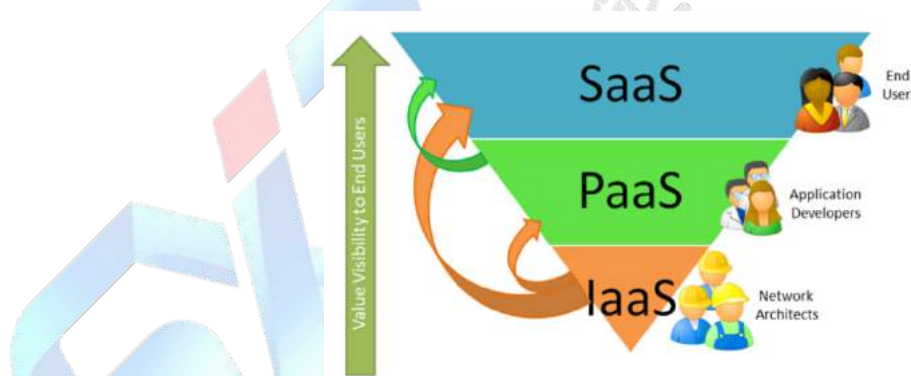 Value Visibility to End Users
SaaS
End
User
PaaS
Application
Developers
IaaS
Network
Architects